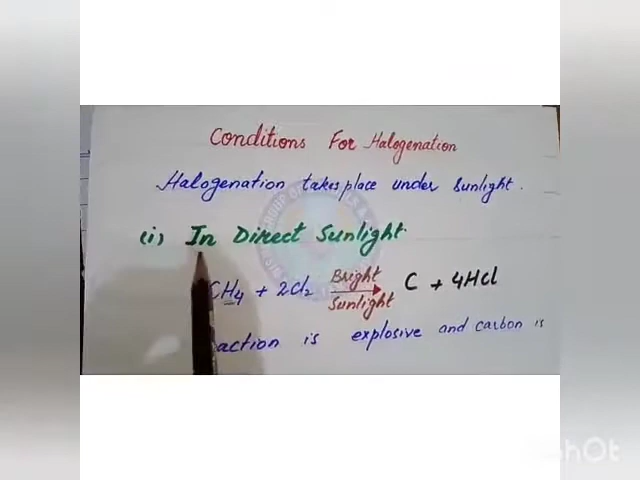 Conditions For Halogenation
Halogenation takes place under sunlight.
(i) In Direct Sunlight.
CH4 + 2Cl2 Bright Sunlight C + 4HCl
action is explosive and carbon is